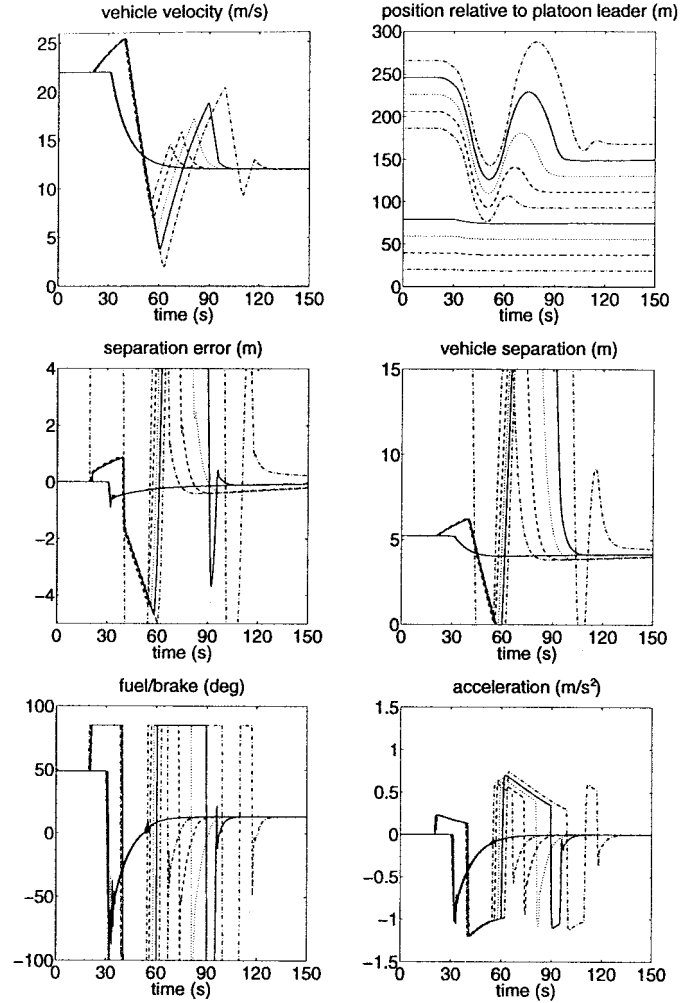 vehicle velocity (m/s)
25
20
15
10
5
0
0 30 60 90 120 150
time (s)
position relative to platoon leader (m)
300
250
200
150
100
50
0
0 30 60 90 120 150
time (s)
separation error (m)
4
2
0
−2
−4
0 30 60 90 120 150
time (s)
vehicle separation (m)
15
10
5
0
0 30 60 90 120 150
time (s)
fuel/brake (deg)
100
50
0
−50
−100
0 30 60 90 120 150
time (s)
acceleration (m/s²)
1.5
1
0.5
0
−0.5
−1
−1.5
0 30 60 90 120 150
time (s)